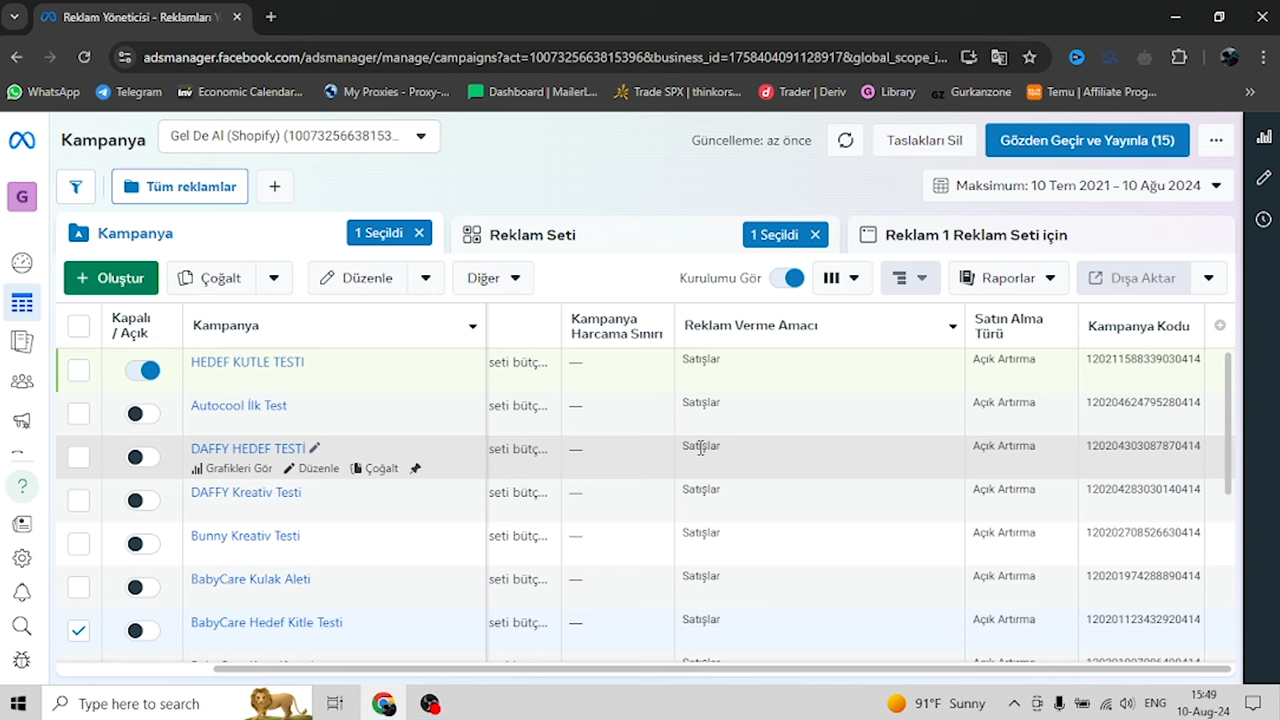 Reklam Yöneticisi - Reklamları Y
adsmanager.facebook.com/adsmanager/manage/campaigns?act=1007325663815396&business_id=1758404091128917&global_scope_i...
WhatsApp
Telegram
Economic Calendar...
My Proxies - Proxy-...
Dashboard | MailerL...
Trade SPX | thinkors...
Trader | Deriv
Library
Gurkanzone
Temu | Affiliate Prog...
Kampanya
Gel De Al (Shopify) (10073256638153...
Güncelleme: az önce
Taslakları Sil
Gözden Geçir ve Yayınla (15)
G
Tüm reklamlar
Maksimum: 10 Tem 2021 – 10 Ağu 2024
Kampanya
1 Seçildi
Reklam Seti
1 Seçildi
Reklam 1 Reklam Seti için
+ Oluştur
Çoğalt
Düzenle
Diğer
Kurulumu Gör
Raporlar
Dışa Aktar
Kapalı / Açık
Kampanya
Kampanya Harcama Sınırı
Reklam Verme Amacı
Satın Alma Türü
Kampanya Kodu
HEDEF KUTLE TESTI seti bütç... — Satışlar Açık Artırma 120211588339030414
Autocool İlk Test seti bütç... — Satışlar Açık Artırma 120204624795280414
DAFFY HEDEF TESTİ seti bütç... — Satışlar Açık Artırma 120204303087870414
Grafikleri Gör Düzenle Çoğalt
DAFFY Kreativ Testi seti bütç... — Satışlar Açık Artırma 120204283030140414
Bunny Kreativ Testi seti bütç... — Satışlar Açık Artırma 120202708526630414
BabyCare Kulak Aleti seti bütç... — Satışlar Açık Artırma 120201974288890414
BabyCare Hedef Kitle Testi seti bütç... — Satışlar Açık Artırma 120201123432920414
Type here to search
91°F Sunny
ENG
15:49
10-Aug-24